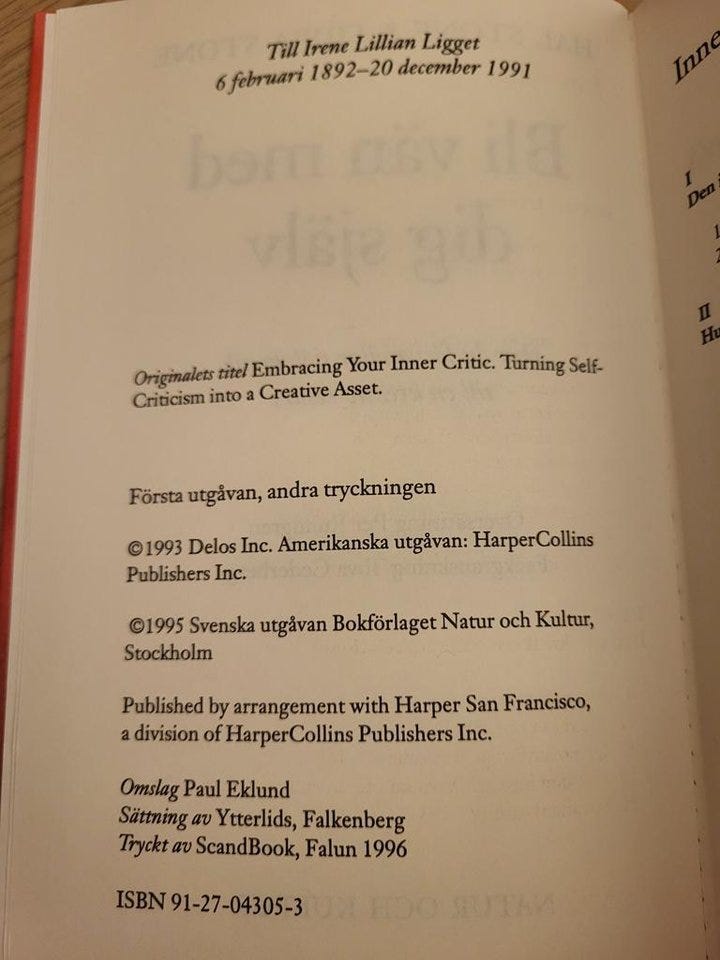 Till Irene Lillian Ligget
6 februari 1892–20 december 1991
Originalets titel Embracing Your Inner Critic. Turning Self-
Criticism into a Creative Asset.
Första utgåvan, andra tryckningen
©1993 Delos Inc. Amerikanska utgåvan: HarperCollins
Publishers Inc.
©1995 Svenska utgåvan Bokförlaget Natur och Kultur,
Stockholm
Published by arrangement with Harper San Francisco,
a division of HarperCollins Publishers Inc.
Omslag Paul Eklund
Sättning av Ytterlids, Falkenberg
Tryckt av ScandBook, Falun 1996
ISBN 91-27-04305-3
I
Den
II